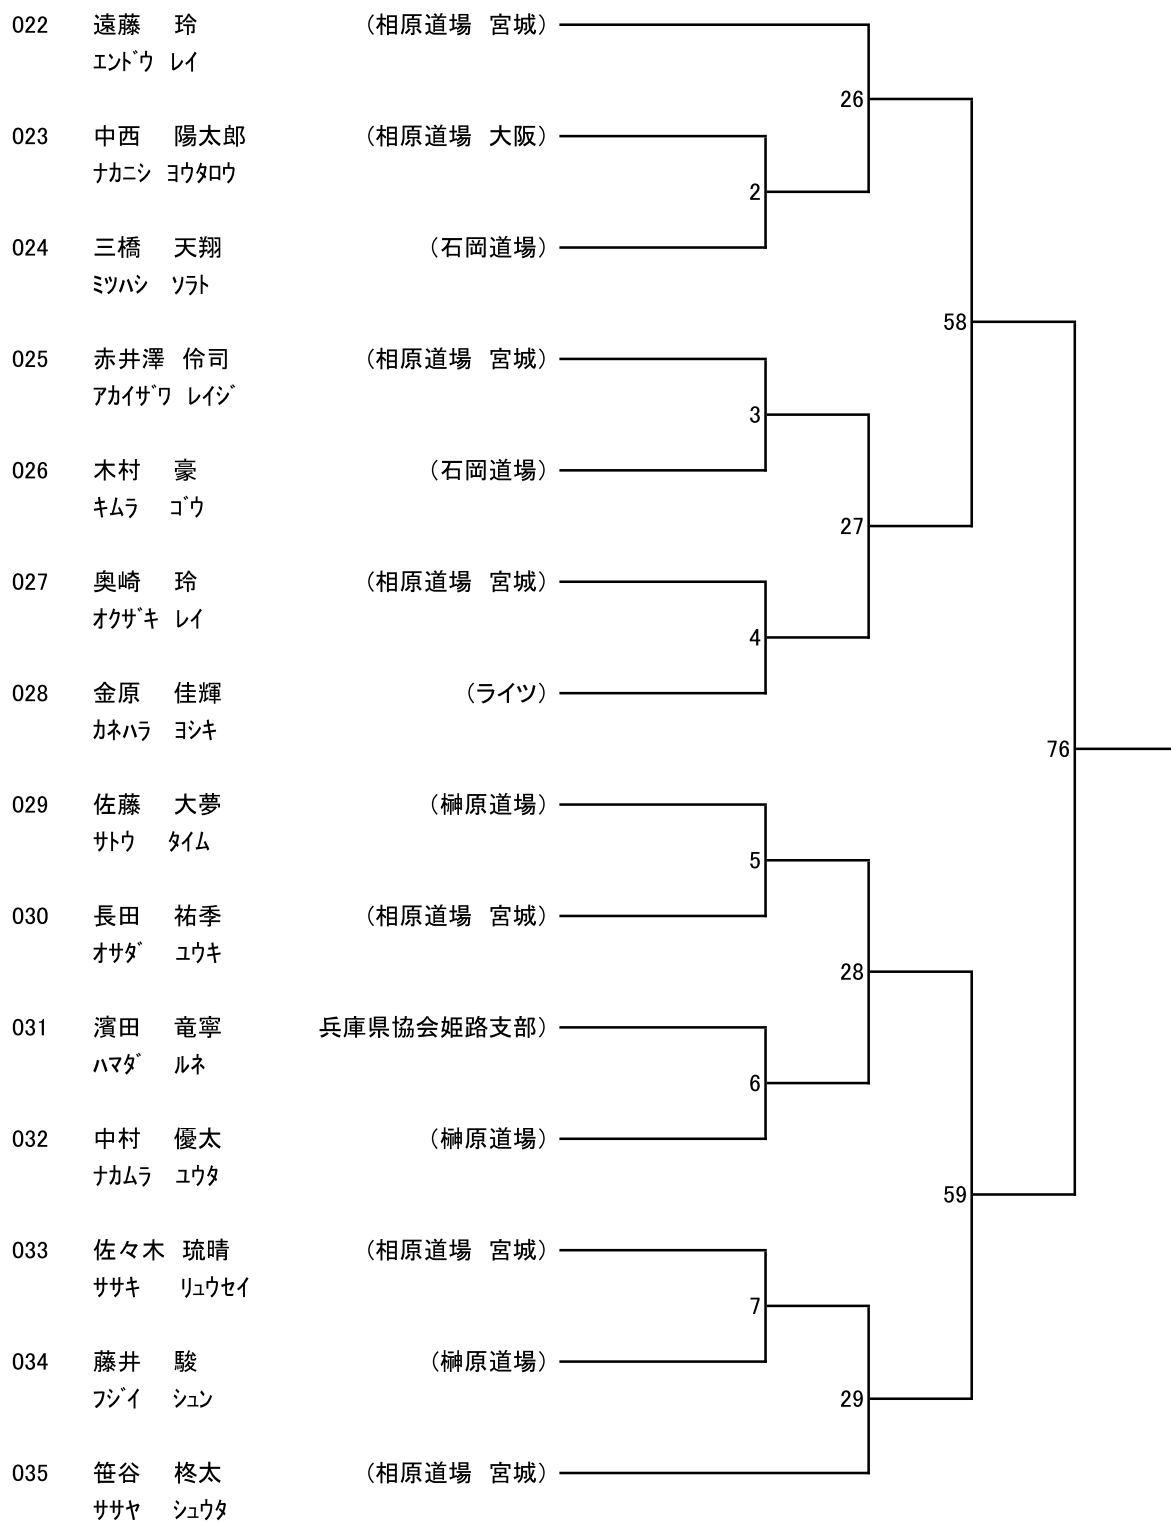 022 遠藤 玲 (相原道場 宮城)
ｴﾝﾄﾞｳ ﾚｲ
26
023 中西 陽太郎 (相原道場 大阪)
ﾅｶﾆｼ ﾖｳﾀﾛｳ
2
024 三橋 天翔 (石岡道場)
ﾐﾂﾊｼ ｿﾗﾄ
58
025 赤井澤 伶司 (相原道場 宮城)
ｱｶｲｻﾞﾜ ﾚｲｼﾞ
3
026 木村 豪 (石岡道場)
ｷﾑﾗ ｺﾞｳ
27
027 奥崎 玲 (相原道場 宮城)
ｵｸｻﾞｷ ﾚｲ
4
028 金原 佳輝 (ライツ)
ｶﾈﾊﾗ ﾖｼｷ
76
029 佐藤 大夢 (榊原道場)
ｻﾄｳ ﾀｲﾑ
5
030 長田 祐季 (相原道場 宮城)
ｵｻﾀﾞ ﾕｳｷ
28
031 濱田 竜寧 兵庫県協会姫路支部)
ﾊﾏﾀﾞ ﾙﾈ
6
032 中村 優太 (榊原道場)
ﾅｶﾑﾗ ﾕｳﾀ
59
033 佐々木 琉晴 (相原道場 宮城)
ｻｻｷ ﾘｭｳｾｲ
7
034 藤井 駿 (榊原道場)
ﾌｼﾞｲ ｼｭﾝ
29
035 笹谷 柊太 (相原道場 宮城)
ｻｻﾔ ｼｭｳﾀ